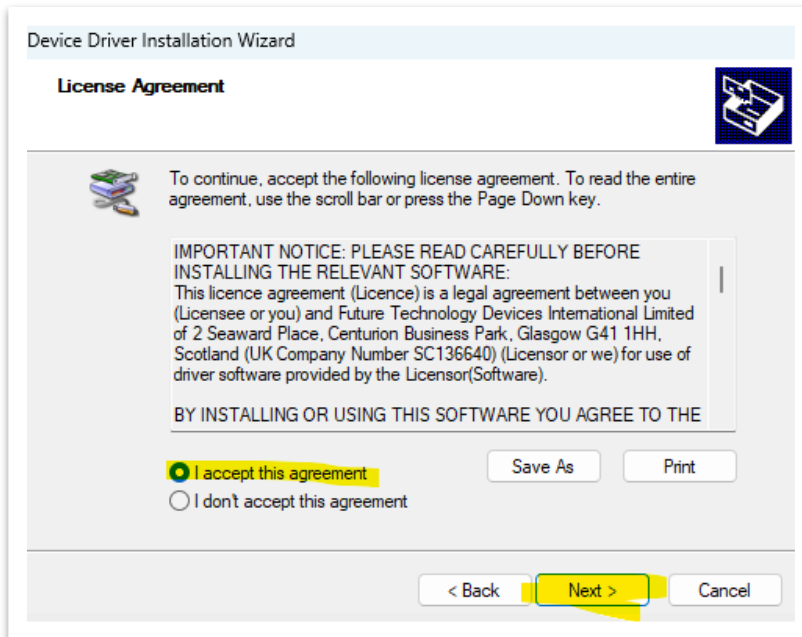 Device Driver Installation Wizard
License Agreement
To continue, accept the following license agreement. To read the entire
agreement, use the scroll bar or press the Page Down key.
IMPORTANT NOTICE: PLEASE READ CAREFULLY BEFORE
INSTALLING THE RELEVANT SOFTWARE:
This licence agreement (Licence) is a legal agreement between you
(Licensee or you) and Future Technology Devices International Limited
of 2 Seaward Place, Centurion Business Park, Glasgow G41 1HH,
Scotland (UK Company Number SC136640) (Licensor or we) for use of
driver software provided by the Licensor(Software).
BY INSTALLING OR USING THIS SOFTWARE YOU AGREE TO THE
I accept this agreement
Save As
Print
I don't accept this agreement
< Back
Next >
Cancel